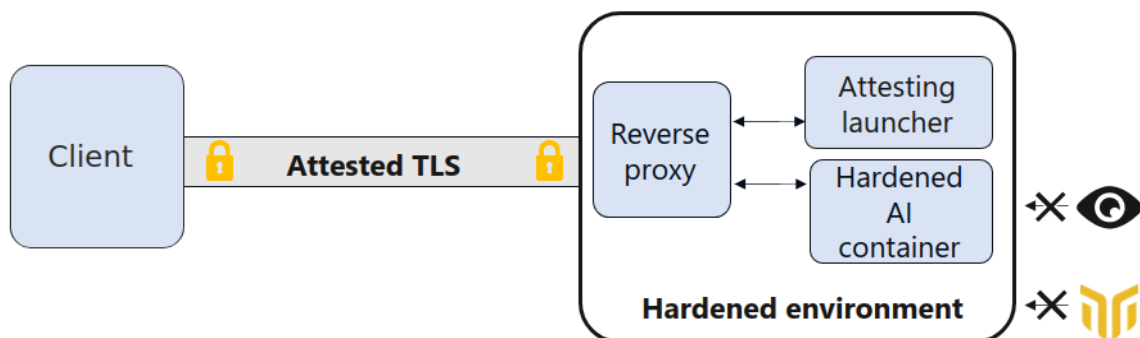 Client
Attested TLS
Reverse
proxy
Attesting
launcher
Hardened
AI
container
Hardened environment